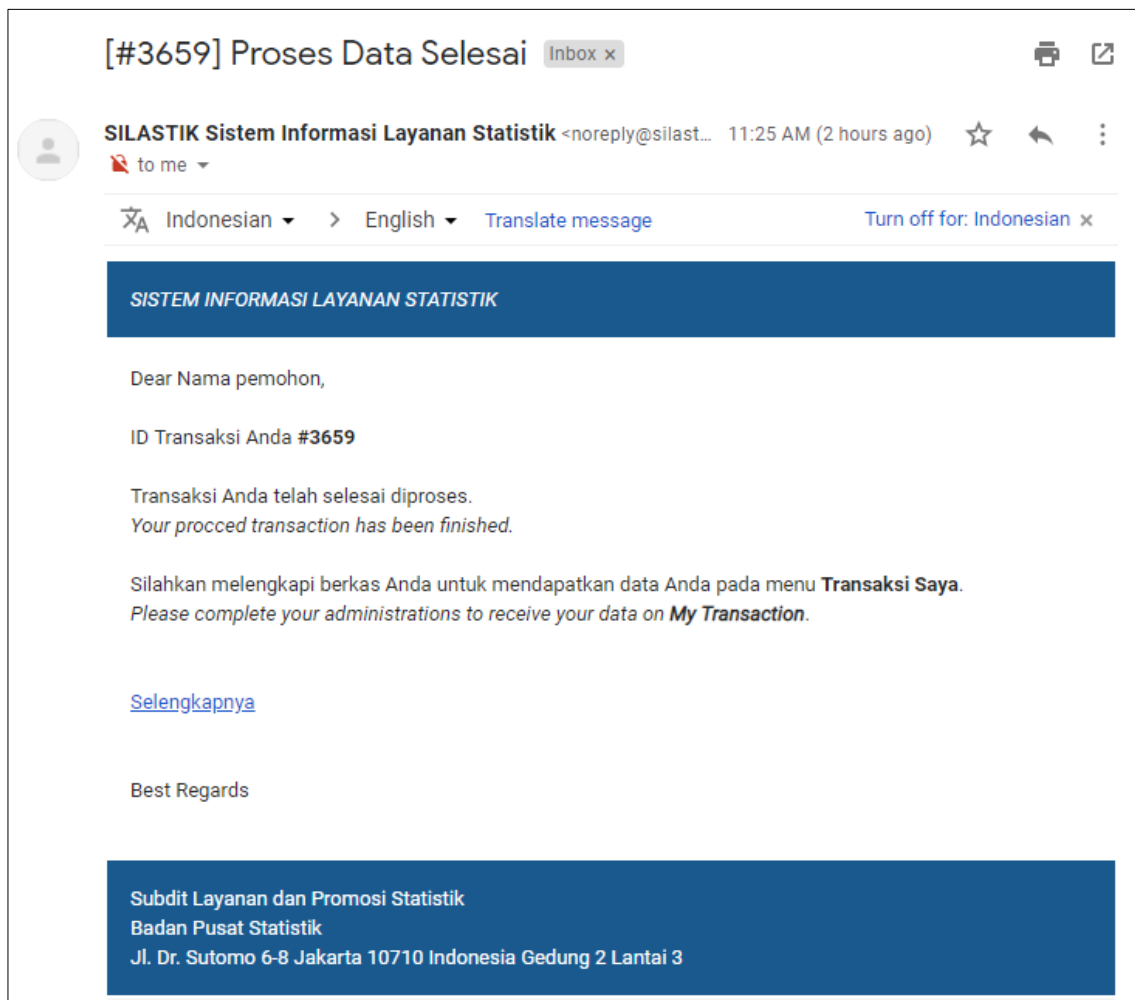 [#3659] Proses Data Selesai Inbox x
SILASTIK Sistem Informasi Layanan Statistik <noreply@silast... 11:25 AM (2 hours ago)
to me
Indonesian > English Translate message Turn off for: Indonesian x
SISTEM INFORMASI LAYANAN STATISTIK
Dear Nama pemohon,
ID Transaksi Anda #3659
Transaksi Anda telah selesai diproses.
Your procced transaction has been finished.
Silahkan melengkapi berkas Anda untuk mendapatkan data Anda pada menu Transaksi Saya.
Please complete your administrations to receive your data on My Transaction.
Selengkapnya
Best Regards
Subdit Layanan dan Promosi Statistik
Badan Pusat Statistik
Jl. Dr. Sutomo 6-8 Jakarta 10710 Indonesia Gedung 2 Lantai 3